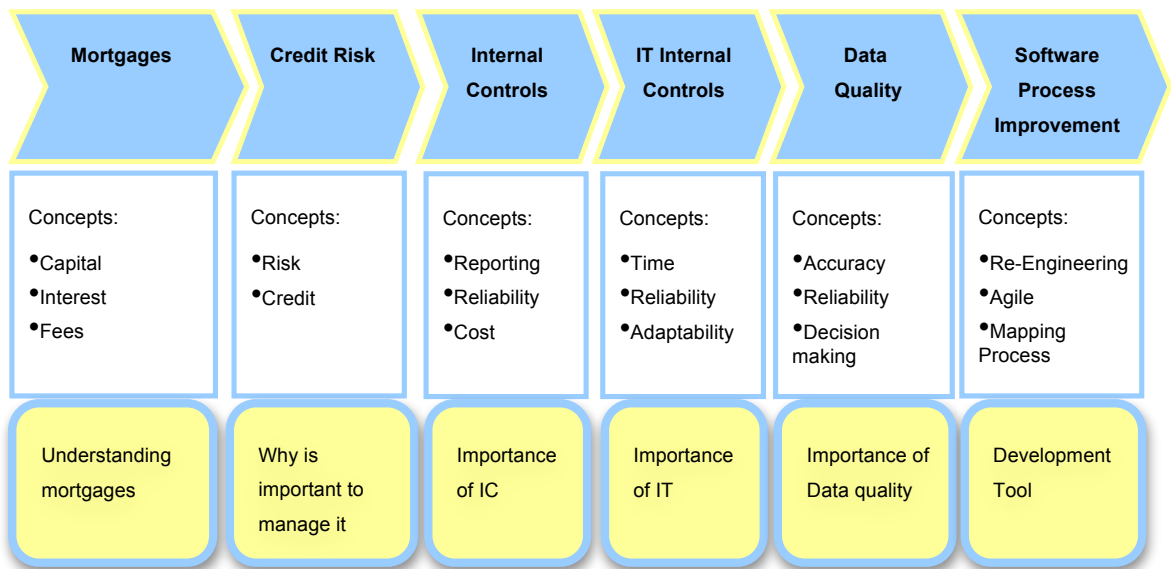 Mortgages
Credit Risk
Internal
Controls
IT Internal
Controls
Data
Quality
Software
Process
Improvement
Concepts:
•Capital
•Interest
•Fees
Concepts:
•Risk
•Credit
Concepts:
•Reporting
•Reliability
•Cost
Concepts:
•Time
•Reliability
•Adaptability
Concepts:
•Accuracy
•Reliability
•Decision
making
Concepts:
•Re-Engineering
•Agile
•Mapping
Process
Understanding
mortgages
Why is
important to
manage it
Importance
of IC
Importance
of IT
Importance of
Data quality
Development
Tool